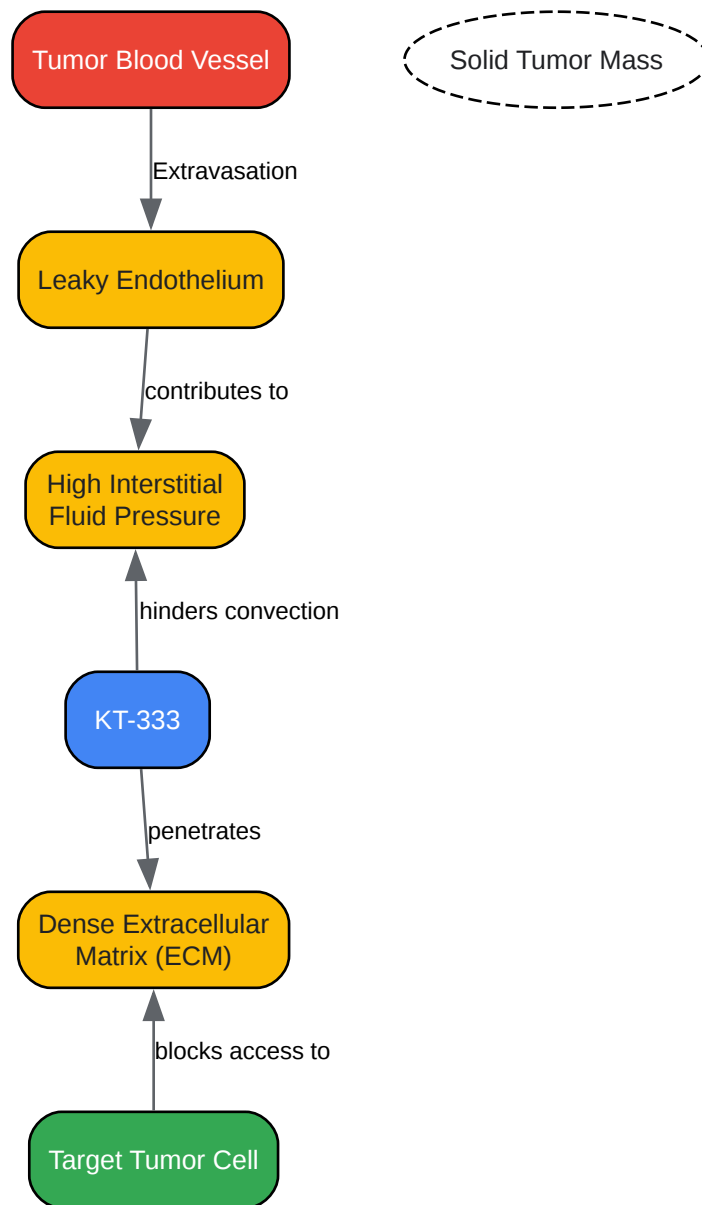 Tumor Blood Vessel
Solid Tumor Mass
Extravasation
Leaky Endothelium
contributes to
High Interstitial
Fluid Pressure
hinders convection
KT-333
penetrates
Dense Extracellular
Matrix (ECM)
blocks access to
Target Tumor Cell